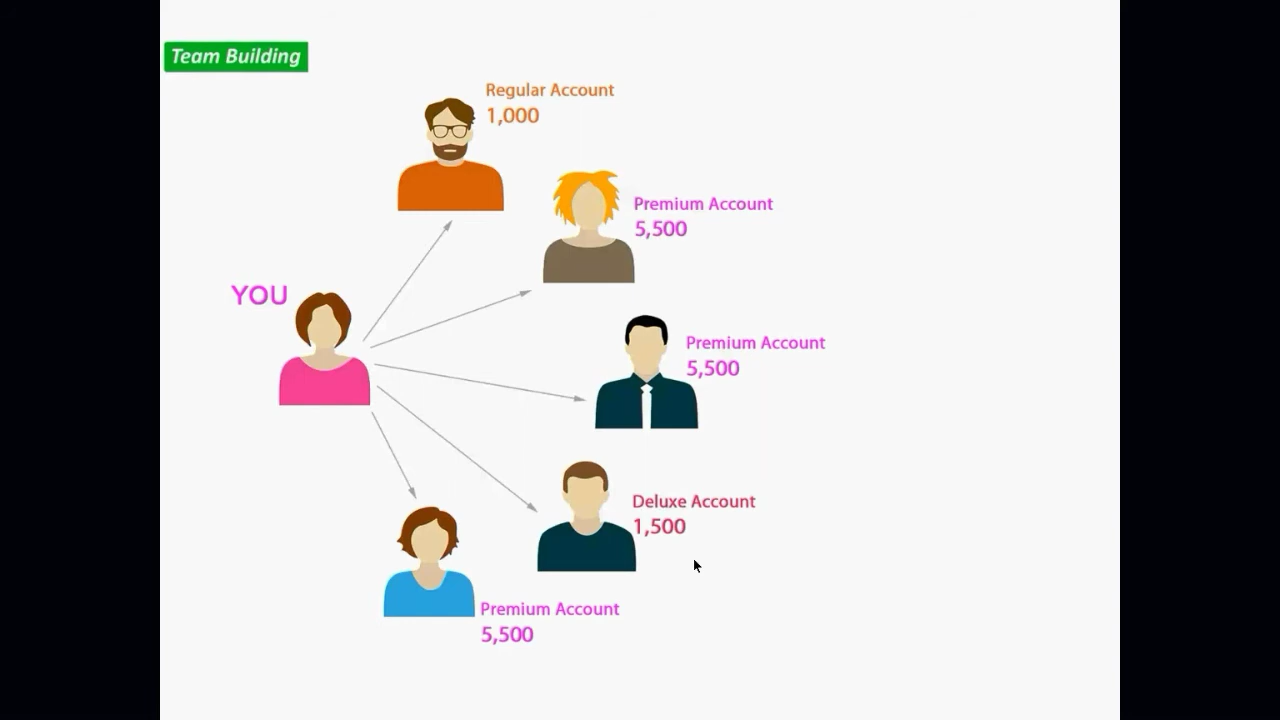 Team Building
Regular Account
1,000
Premium Account
5,500
YOU
Premium Account
5,500
Deluxe Account
1,500
Premium Account
5,500